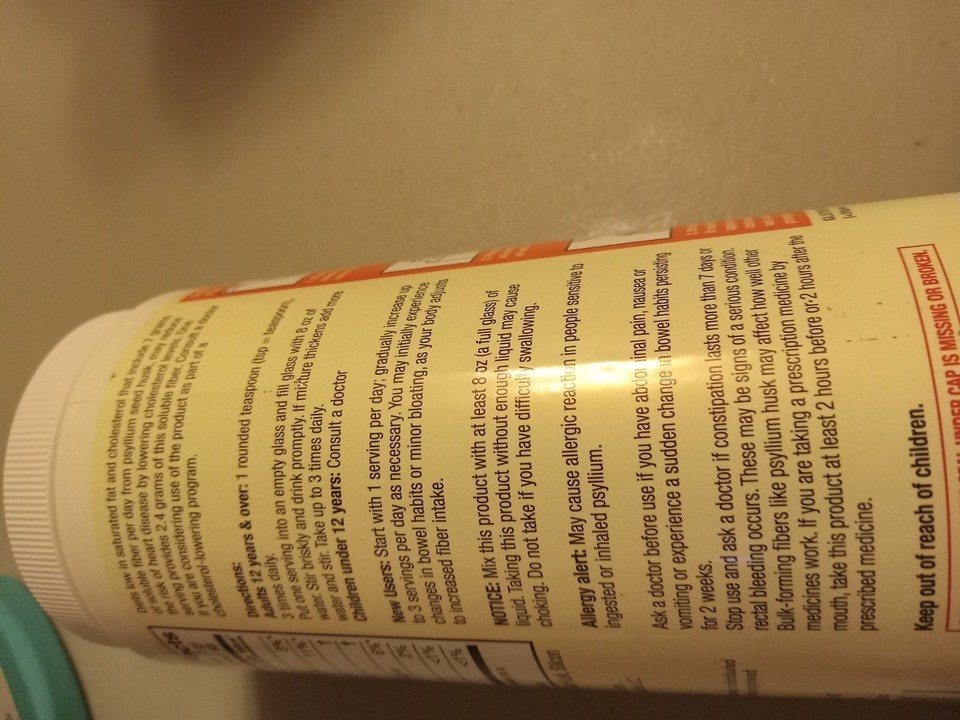 Diets low in saturated fat and cholesterol that include 7 grams
soluble fiber per day from psyllium seed husk, may reduce
risk of heart disease by lowering cholesterol levels. One
serving provides 2.4 grams of this soluble fiber. Consult a doctor
if you are considering use of the product as part of a
cholesterol-lowering program.
Directions:
Adults 12 years & over: 1 rounded teaspoon (tsp = teaspoon),
3 times daily.
Put one serving into an empty glass and fill glass with 8 oz of
water. Stir briskly and drink promptly. If mixture thickens add more
water and stir. Take up to 3 times daily.
Children under 12 years: Consult a doctor
New Users: Start with 1 serving per day; gradually increase up
to 3 servings per day as necessary. You may initially experience
changes in bowel habits or minor bloating, as your body adjusts
to increased fiber intake.
NOTICE: Mix this product with at least 8 oz (a full glass) of
liquid. Taking this product without enough liquid may cause
choking. Do not take if you have difficulty swallowing.
Allergy alert: May cause allergic reaction in people sensitive to
ingested or inhaled psyllium.
Ask a doctor before use if you have abdominal pain, nausea or
vomiting or experience a sudden change in bowel habits persisting
for 2 weeks.
Stop use and ask a doctor if constipation lasts more than 7 days or
rectal bleeding occurs. These may be signs of a serious condition.
Bulk-forming fibers like psyllium husk may affect how well other
medicines work. If you are taking a prescription medicine by
mouth, take this product at least 2 hours before or 2 hours after the
prescribed medicine.
Keep out of reach of children.
UNDER CAP IS MISSING OR BROKEN.